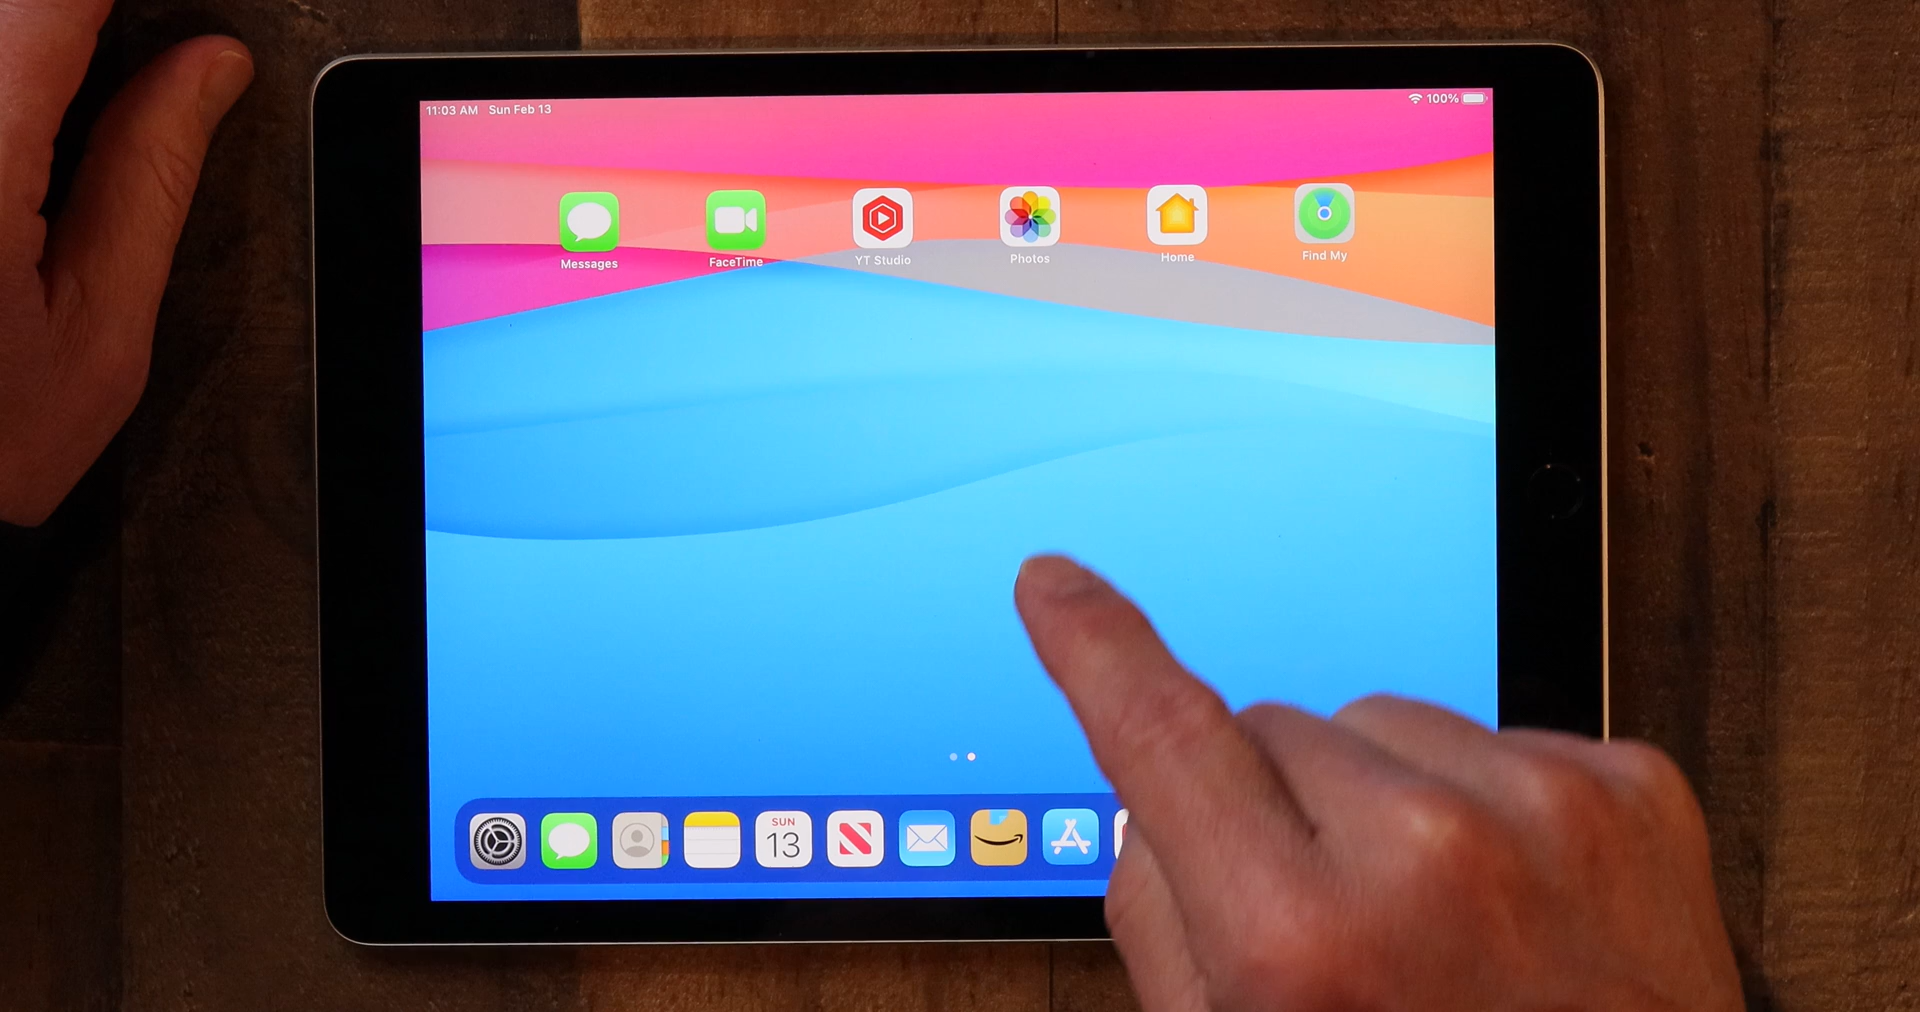 11:03 AM Sun Feb 13
100%
Messages
FaceTime
YT Studio
Photos
Home
Find My
SUN
13